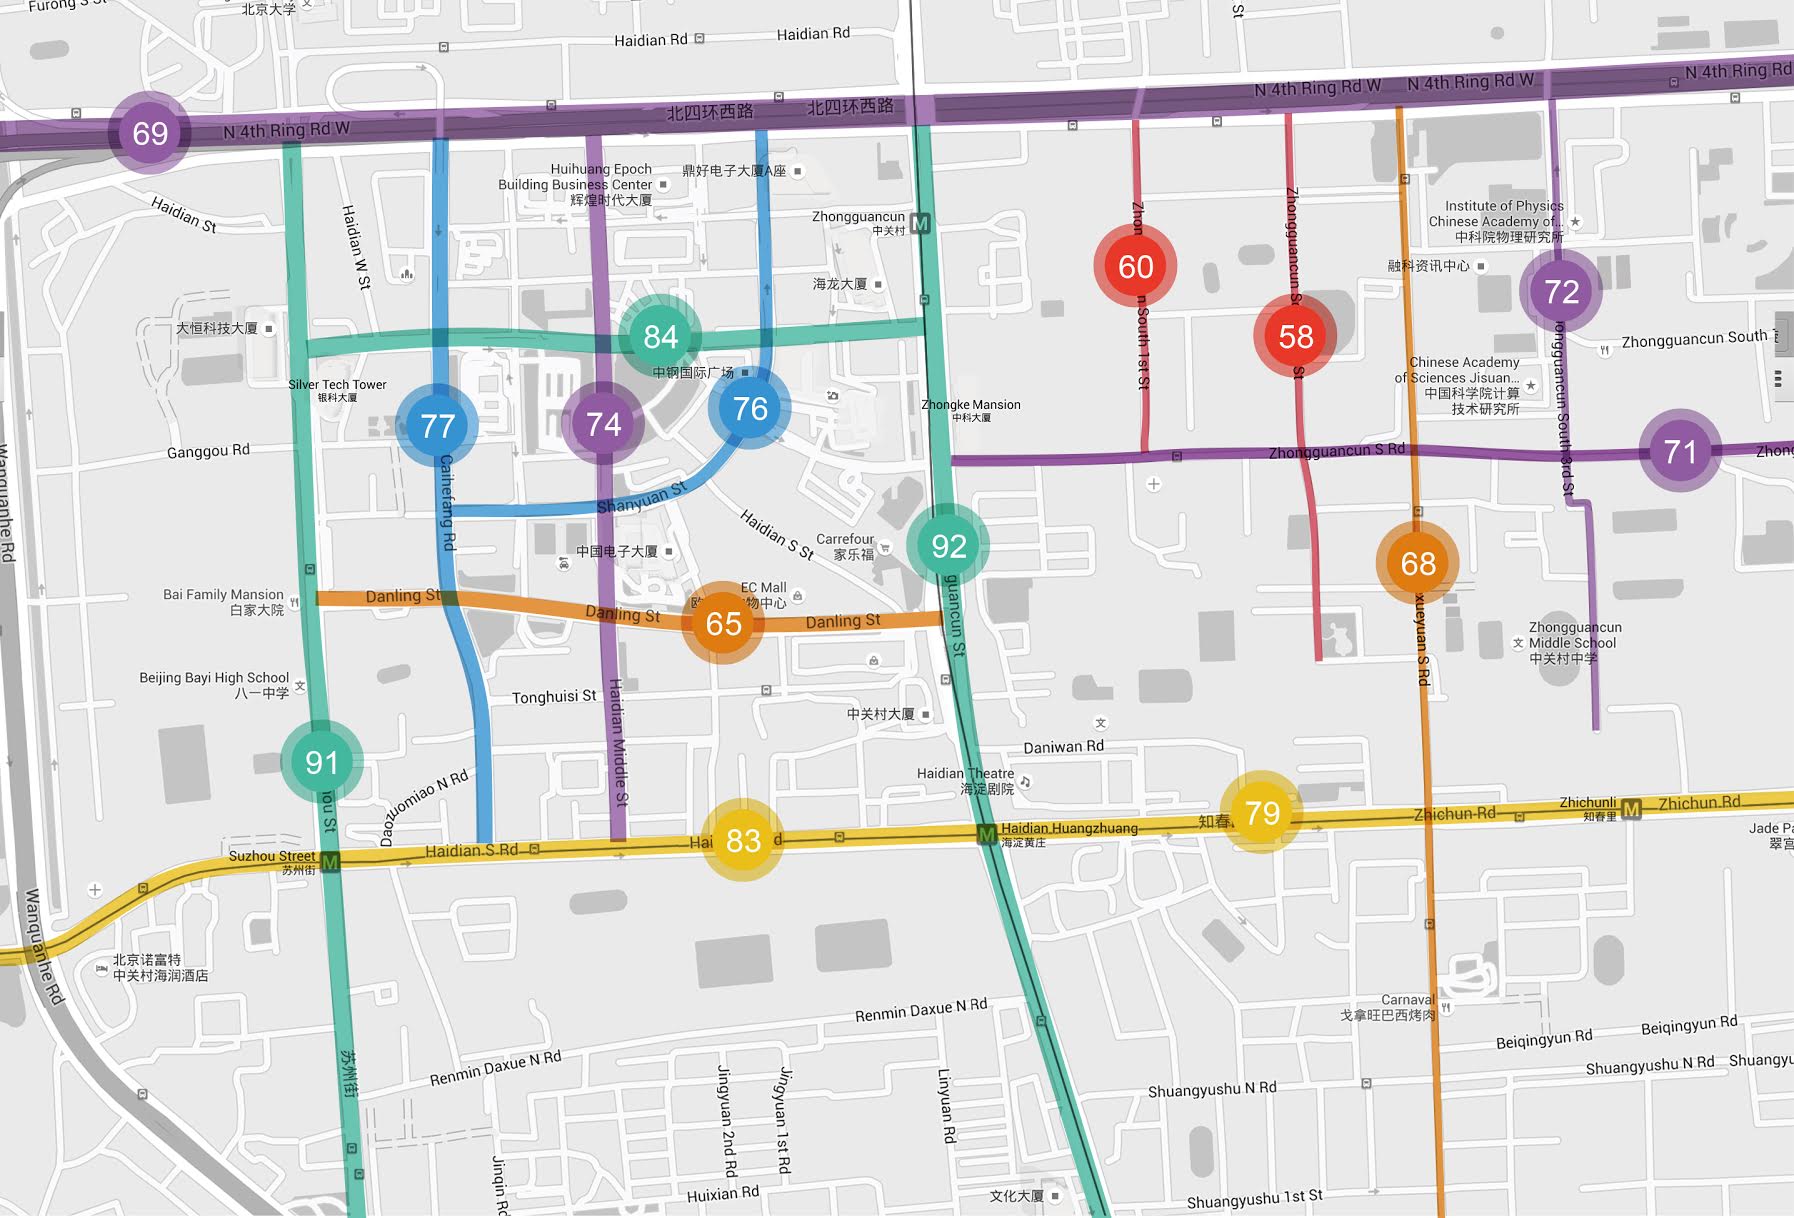 Furong S St
北京大学
Haidian Rd
Haidian Rd
St
N 4th Ring Rd W
N 4th Ring Rd W
N 4th Ring Rd
北四环西路
北四环西路
N 4th Ring Rd W
69
Huihuang Epoch
Building Business Center
辉煌时代大厦
鼎好电子大厦A座
Haidian St
Haidian W St
Zhongguancun
中关村
M
Institute of Physics
Chinese Academy of...
中科院物理研究所
60
South 1st St
Zhongguancun
St
58
融科资讯中心
72
海龙大厦
大恒科技大厦
84
中钢国际广场
Zhongguancun South
Chinese Academy
of Sciences Jisuan...
中国科学院计算
技术研究所
Silver Tech Tower
银科大厦
Zhongke Mansion
中科大厦
77
74
76
Ganggou Rd
Zhongguancun S Rd
71
Zhong
Caihefang Rd
Shanyuan St
Haidian S St
ongguancun South 3rd St
Wanquanhe Rd
中国电子大厦
Carrefour
家乐福
92
guancun St
68
xueyuan S Rd
Bai Family Mansion
白家大院
Danling St
Danling St
EC Mall
物中心
65
Danling St
Zhongguancun
Middle School
中关村中学
Beijing Bayi High School
八一中学
Tonghuisi St
Haidian Middle St
中关村大厦
Daniwan Rd
91
hou St
Daozuomiao N Rd
Haidian Theatre
海淀剧院
79
知春
Zhichun Rd
Zhichunli
知春里
M
Zhichun Rd
Suzhou Street
苏州街
M
Haidian S Rd
Hai
83
d
M
Haidian Huangzhuang
海淀黄庄
Jade Pa
翠宫
Wanquanhe Rd
北京诺富特
中关村海润酒店
Renmin Daxue N Rd
Carnaval
戈拿旺巴西烤肉
Beiqingyun Rd
Beiqingyun Rd
苏州街
Renmin Daxue N Rd
Jingyuan 2nd Rd
Jingyuan 1st Rd
Linyuan Rd
Shuangyushu N Rd
Shuangyushu N Rd
Shuangyu
Jinqin Rd
Huixian Rd
文化大厦
Shuangyushu 1st St